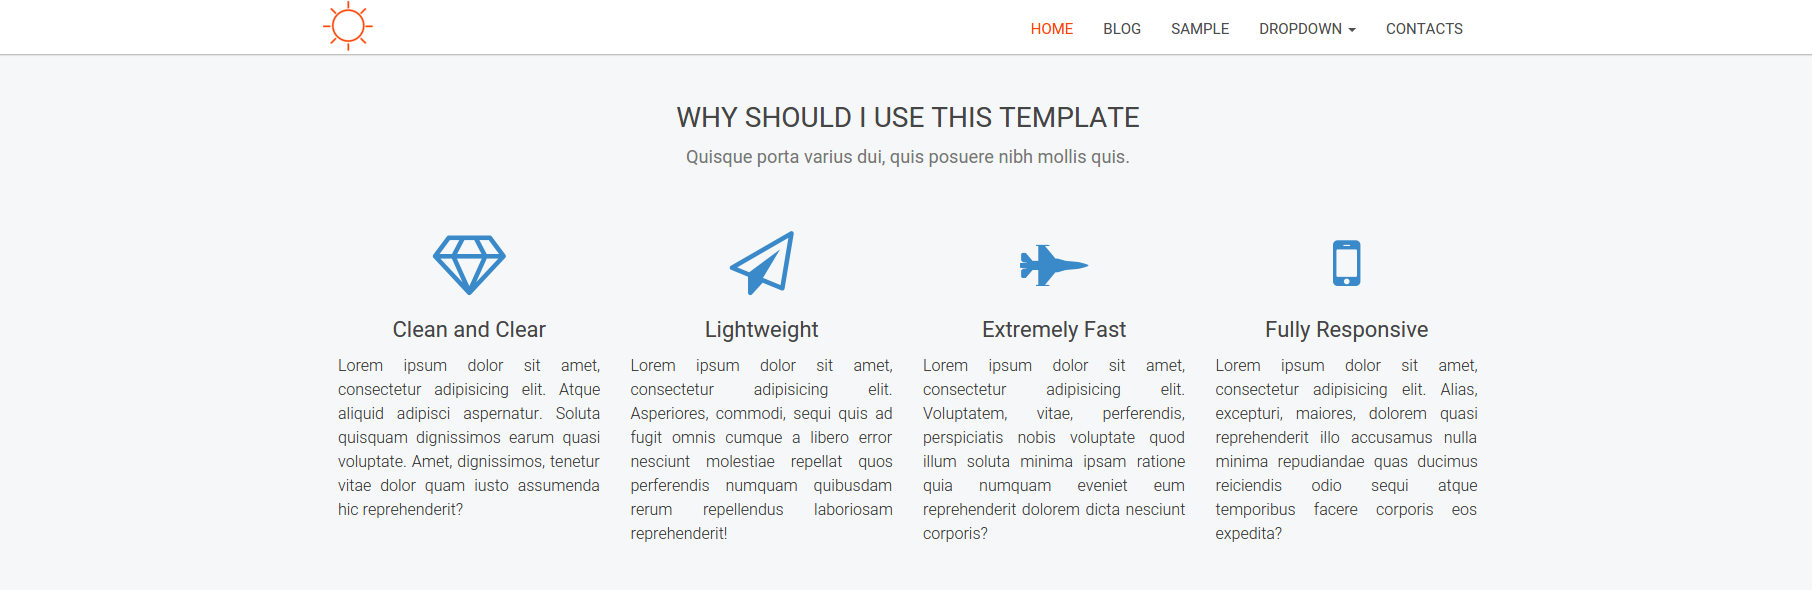 HOME BLOG SAMPLE DROPDOWN CONTACTS
WHY SHOULD I USE THIS TEMPLATE
Quisque porta varius dui, quis posuere nibh mollis quis.
Clean and Clear
Lorem ipsum dolor sit amet,
consectetur adipisicing elit. Atque
aliquid adipisci aspernatur. Soluta
quisquam dignissimos earum quasi
voluptate. Amet, dignissimos, tenetur
vitae dolor quam iusto assumenda
hic reprehenderit?
Lightweight
Lorem ipsum dolor sit amet,
consectetur adipisicing elit.
Asperiores, commodi, sequi quis ad
fugit omnis cumque a libero error
nesciunt molestiae repellat quos
perferendis numquam quibusdam
rerum repellendus laboriosam
reprehenderit!
Extremely Fast
Lorem ipsum dolor sit amet,
consectetur adipisicing elit.
Voluptatem, vitae, perferendis,
perspiciatis nobis voluptate quod
illum soluta minima ipsam ratione
quia numquam eveniet eum
reprehenderit dolorem dicta nesciunt
corporis?
Fully Responsive
Lorem ipsum dolor sit amet,
consectetur adipisicing elit. Alias,
excepturi, maiores, dolorem quasi
reprehenderit illo accusamus nulla
minima repudiandae quas ducimus
reiciendis odio sequi atque
temporibus facere corporis eos
expedita?